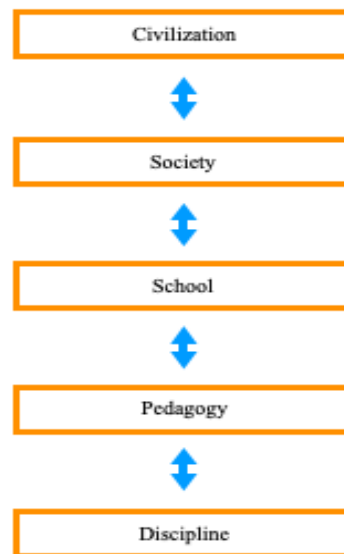 Civilization
Society
School
Pedagogy
Discipline